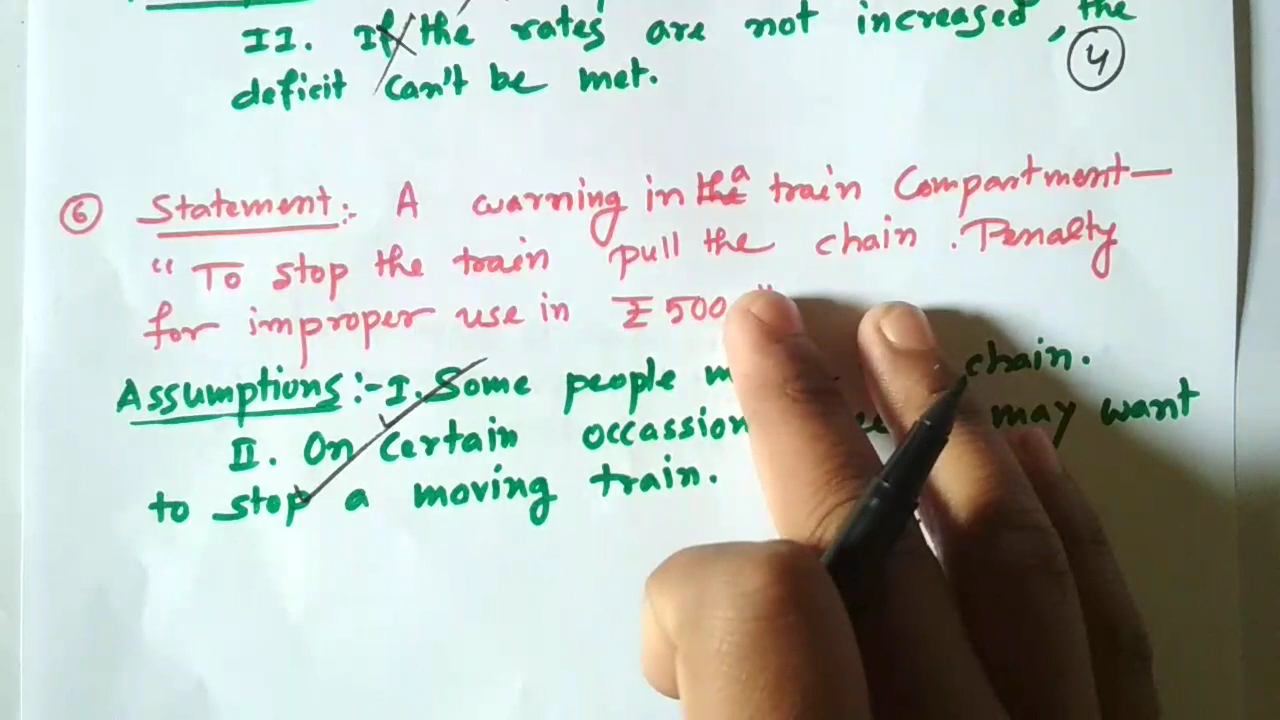 II. If the rates are not increased, the
deficit can't be met.
4
6 Statement:- A warning in a train Compartment—
"To stop the train pull the chain. Penalty
for improper use in ₹500"
Assumptions:- I. Some people chain.
II. On Certain occassion may want
to stop a moving train.